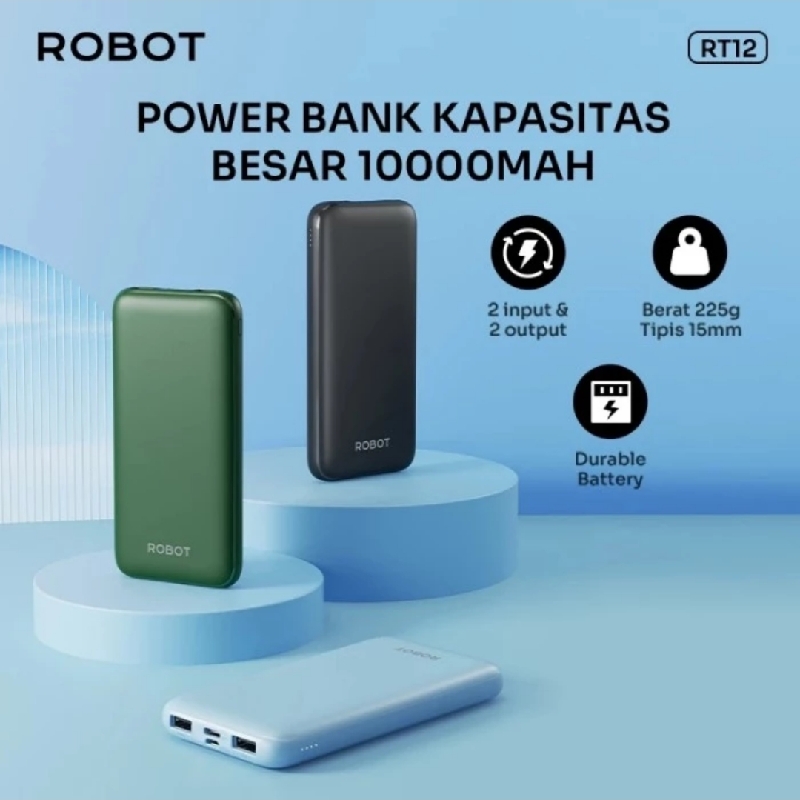 ROBOT
RT12
POWER BANK KAPASITAS
BESAR 10000MAH
2 input &
2 output
Berat 225g
Tipis 15mm
Durable
Battery
ROBOT
ROBOT
ROBOT